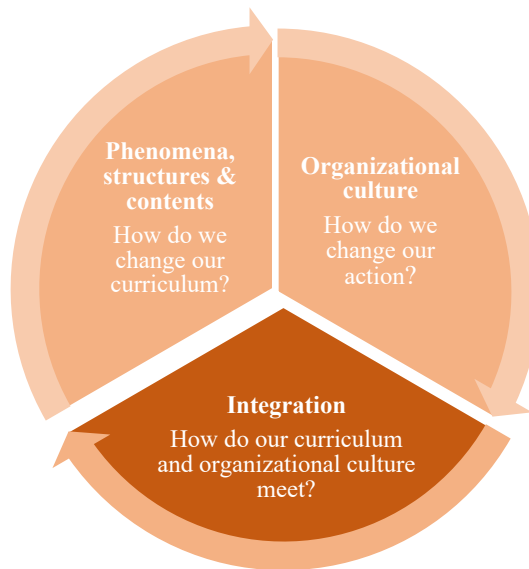 Phenomena,
structures &
contents
How do we
change our
curriculum?
Organizational
culture
How do we
change our
action?
Integration
How do our curriculum
and organizational culture
meet?